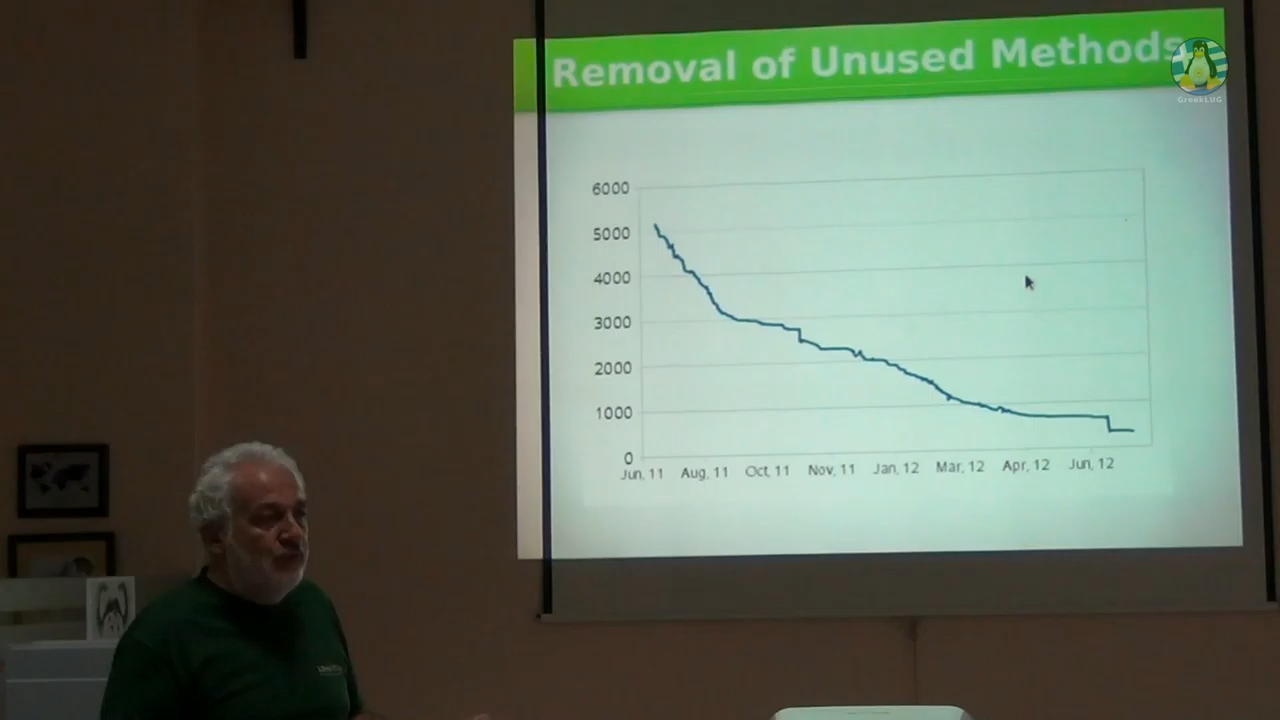 Removal of Unused Methods
GreekLUG
6000
5000
4000
3000
2000
1000
0
Jun, 11 Aug, 11 Oct, 11 Nov, 11 Jan, 12 Mar, 12 Apr, 12 Jun, 12